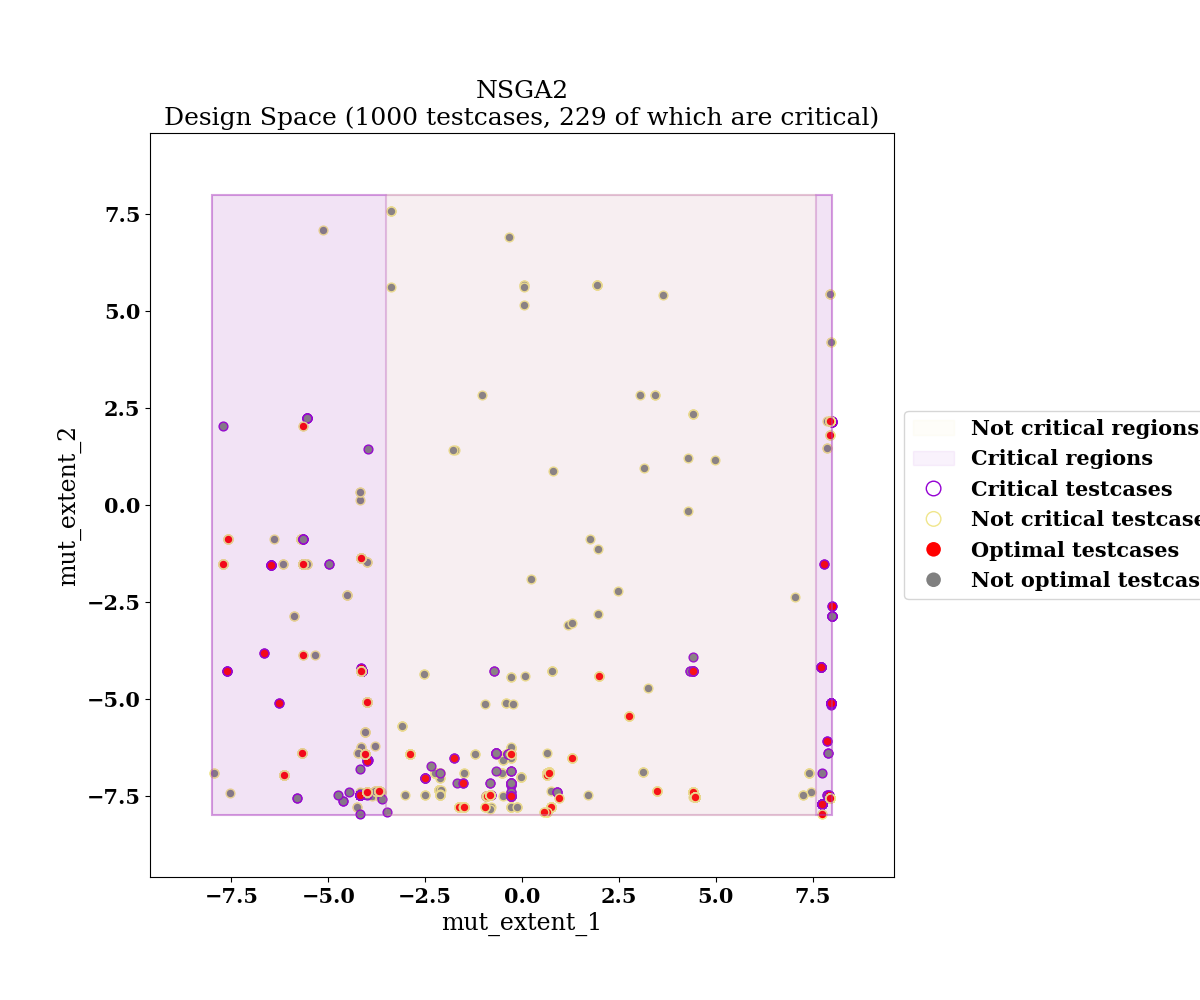 NSGA2
Design Space (1000 testcases, 229 of which are critical)
7.5
5.0
2.5
0.0
−2.5
−5.0
−7.5
mut_extent_2
−7.5 −5.0 −2.5 0.0 2.5 5.0 7.5
mut_extent_1
Not critical regions
Critical regions
Critical testcases
Not critical testcase
Optimal testcases
Not optimal testcas